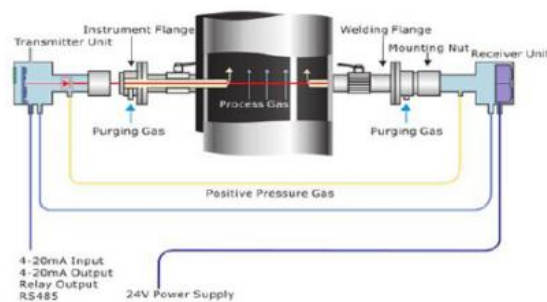 Instrument Flange
Transmitter Unit
Welding Flange
Mounting Nut
Receiver Unit
Process Gas
Purging Gas
Purging Gas
Positive Pressure Gas
4-20mA Input
4-20mA Output
Relay Output
RS485
24V Power Supply